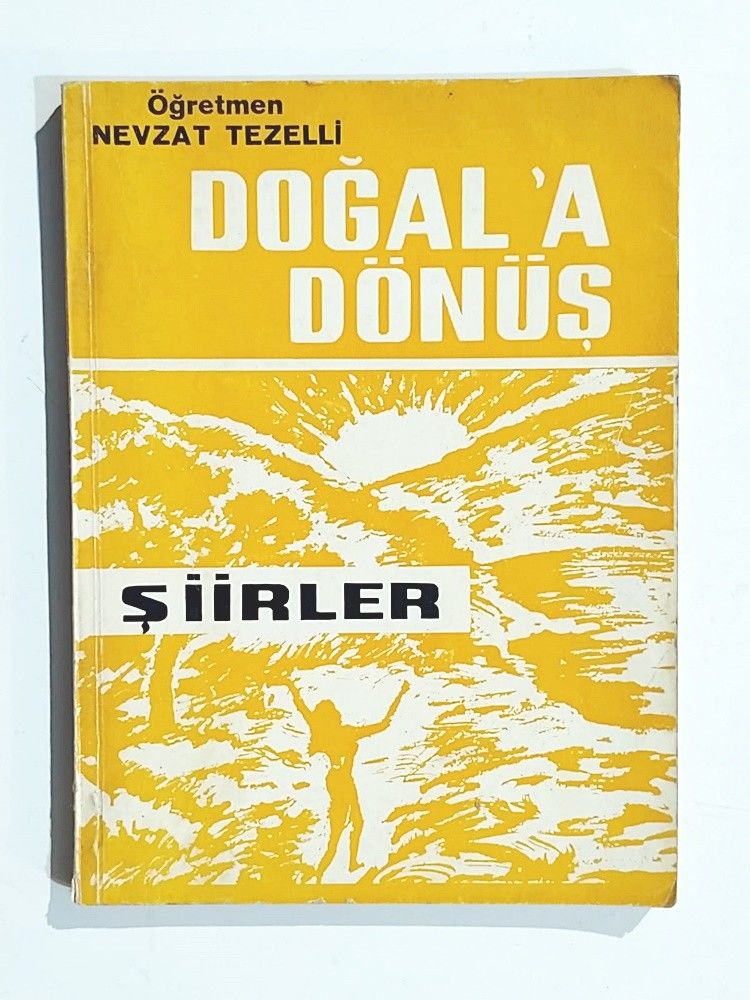 Öğretmen
NEVZAT TEZELLİ
DOĞAL'A
DÖNÜŞ
ŞİİRLER